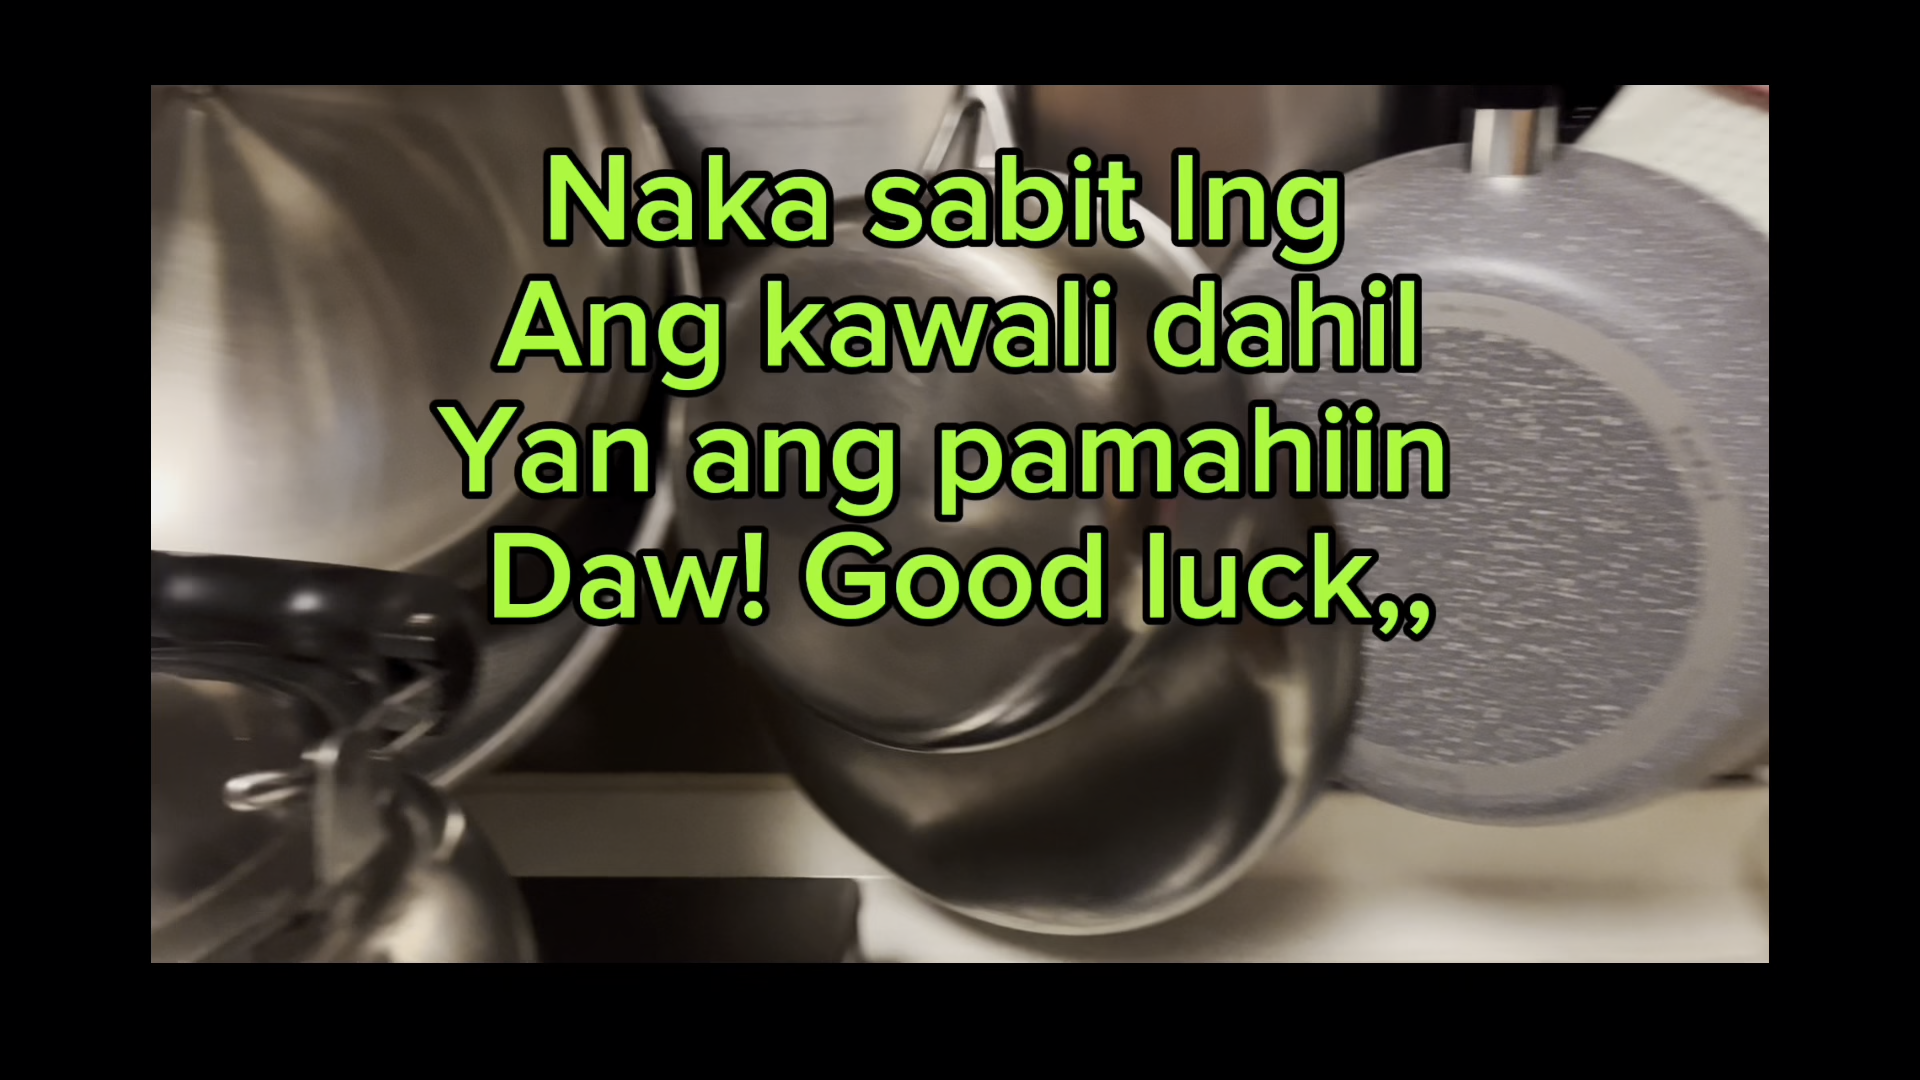 Naka sabit lng
Ang kawali dahil
Yan ang pamahiin
Daw! Good luck,,